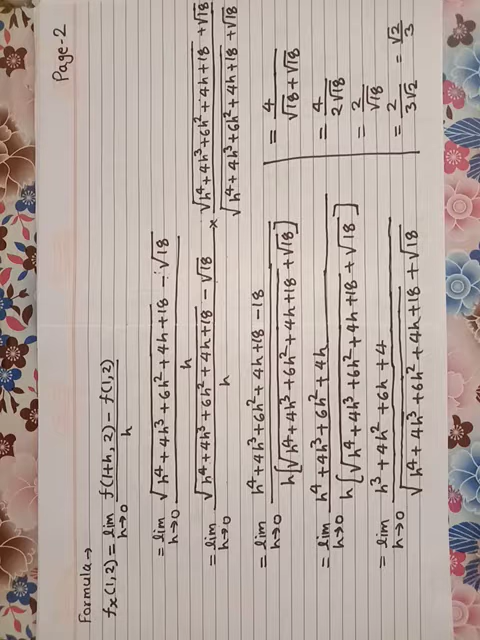 Page-2
Formula →
fx(1,2) = lim h→0 f(1+h, 2) - f(1,2) / h
= lim h→0 √h⁴+4h³+6h²+4h+18 - √18 / h
= lim h→0 √h⁴+4h³+6h²+4h+18 - √18 / h × √h⁴+4h³+6h²+4h+18 + √18 / √h⁴+4h³+6h²+4h+18 + √18
= lim h→0 h⁴+4h³+6h²+4h+18-18 / h[√h⁴+4h³+6h²+4h+18 + √18]
= lim h→0 h⁴+4h³+6h²+4h / h[√h⁴+4h³+6h²+4h+18 + √18]
= lim h→0 h³+4h²+6h+4 / √h⁴+4h³+6h²+4h+18 + √18
= 4 / √18+√18
= 4 / 2√18
= 2 / √18
= 2 / 3√2 = √2 / 3